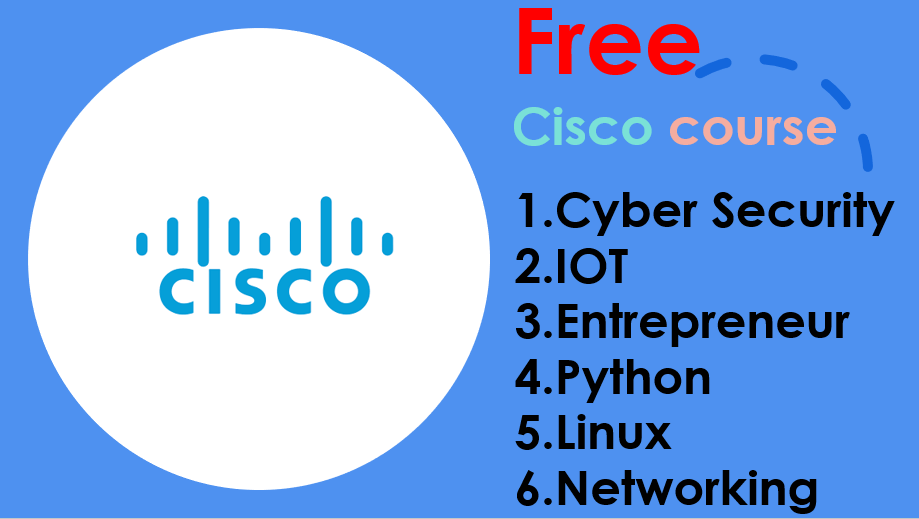 CISCO
Free
Cisco course
1.Cyber Security
2.IOT
3.Entrepreneur
4.Python
5.Linux
6.Networking